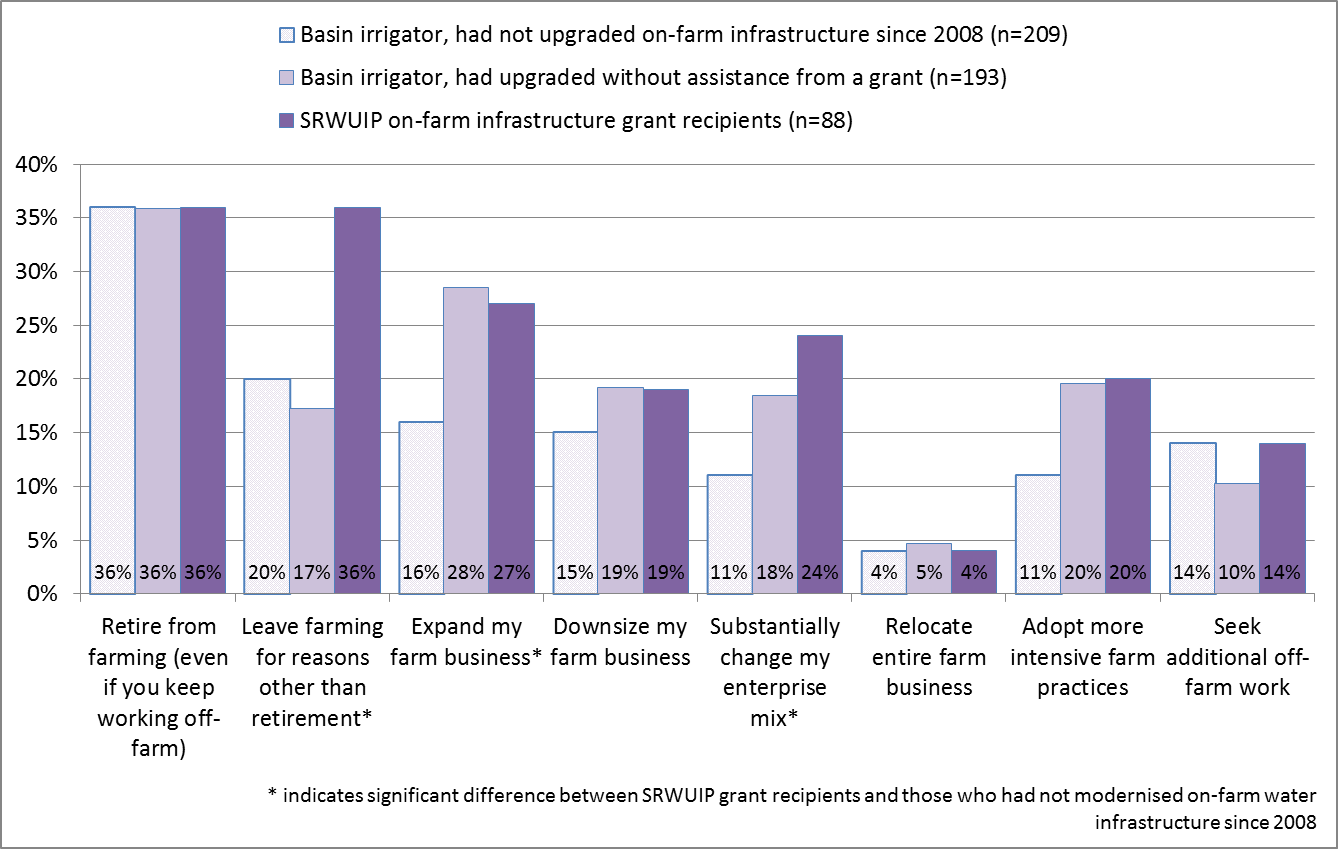 Basin irrigator, had not upgraded on-farm infrastructure since 2008 (n=209)
Basin irrigator, had upgraded without assistance from a grant (n=193)
SRWUIP on-farm infrastructure grant recipients (n=88)
40%
35%
30%
25%
20%
15%
10%
5%
0%
36% 36% 36%
20% 17% 36%
16% 28% 27%
15% 19% 19%
11% 18% 24%
4% 5% 4%
11% 20% 20%
14% 10% 14%
Retire from
farming (even
if you keep
working off-
farm)
Leave farming
for reasons
other than
retirement*
Expand my
farm business*
Downsize my
farm business
Substantially
change my
enterprise
mix*
Relocate
entire farm
business
Adopt more
intensive farm
practices
Seek
additional off-
farm work
* indicates significant difference between SRWUIP grant recipients and those who had not modernised on-farm water
infrastructure since 2008